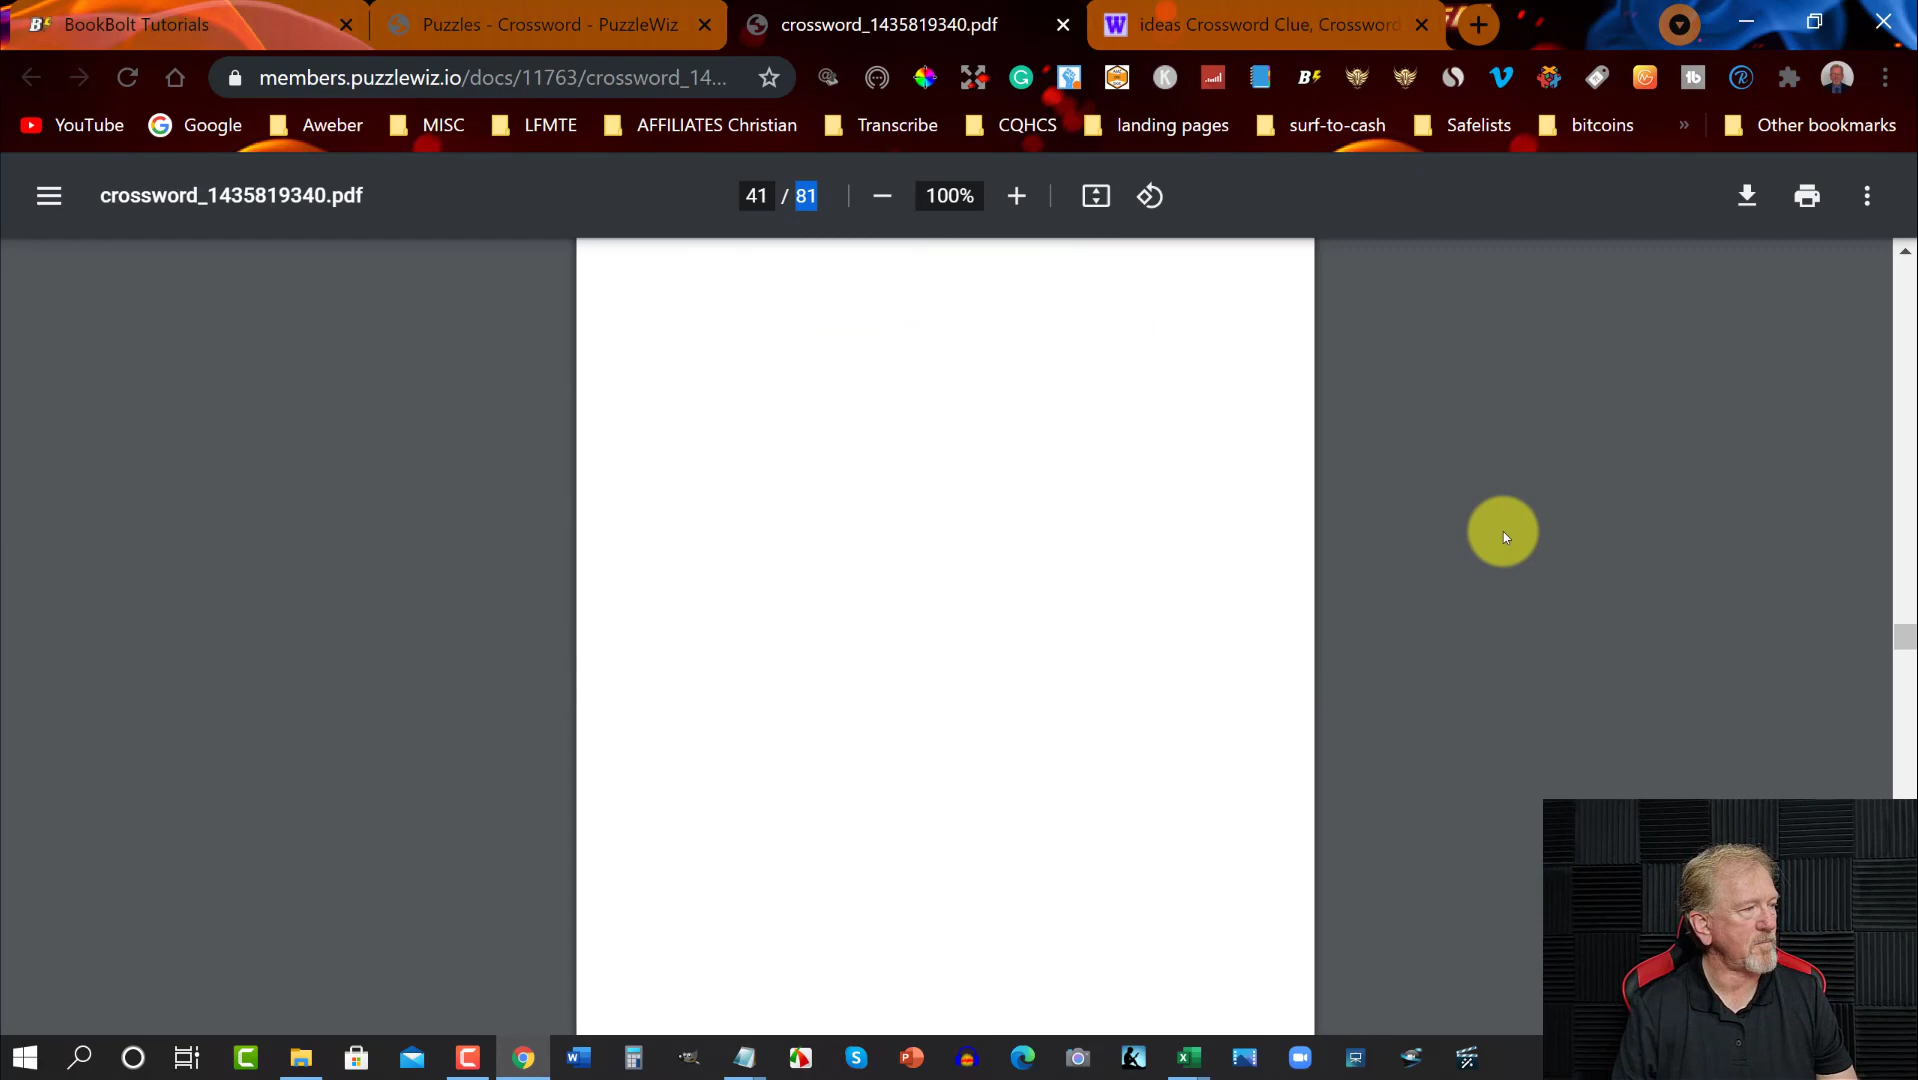 BookBolt Tutorials
Puzzles - Crossword - PuzzleWiz
crossword_1435819340.pdf
ideas Crossword Clue, Crossword
members.puzzlewiz.io/docs/11763/crossword_14...
YouTube
Google
Aweber
MISC
LFMTE
AFFILIATES Christian
Transcribe
CQHCS
landing pages
surf-to-cash
Safelists
bitcoins
Other bookmarks
crossword_1435819340.pdf
41 / 81
100%